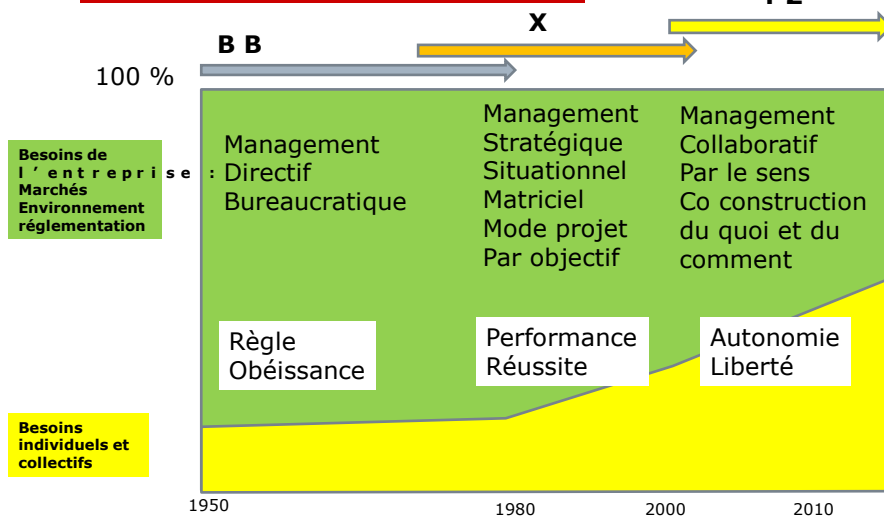 X
B B
100 %
Besoins de
l ’ e n t r e p r i s e :
Marchés
Environnement
réglementation
Management
Directif
Bureaucratique
Management
Stratégique
Situationnel
Matriciel
Mode projet
Par objectif
Management
Collaboratif
Par le sens
Co construction
du quoi et du
comment
Règle
Obéissance
Performance
Réussite
Autonomie
Liberté
Besoins
individuels et
collectifs
1950
1980
2000
2010